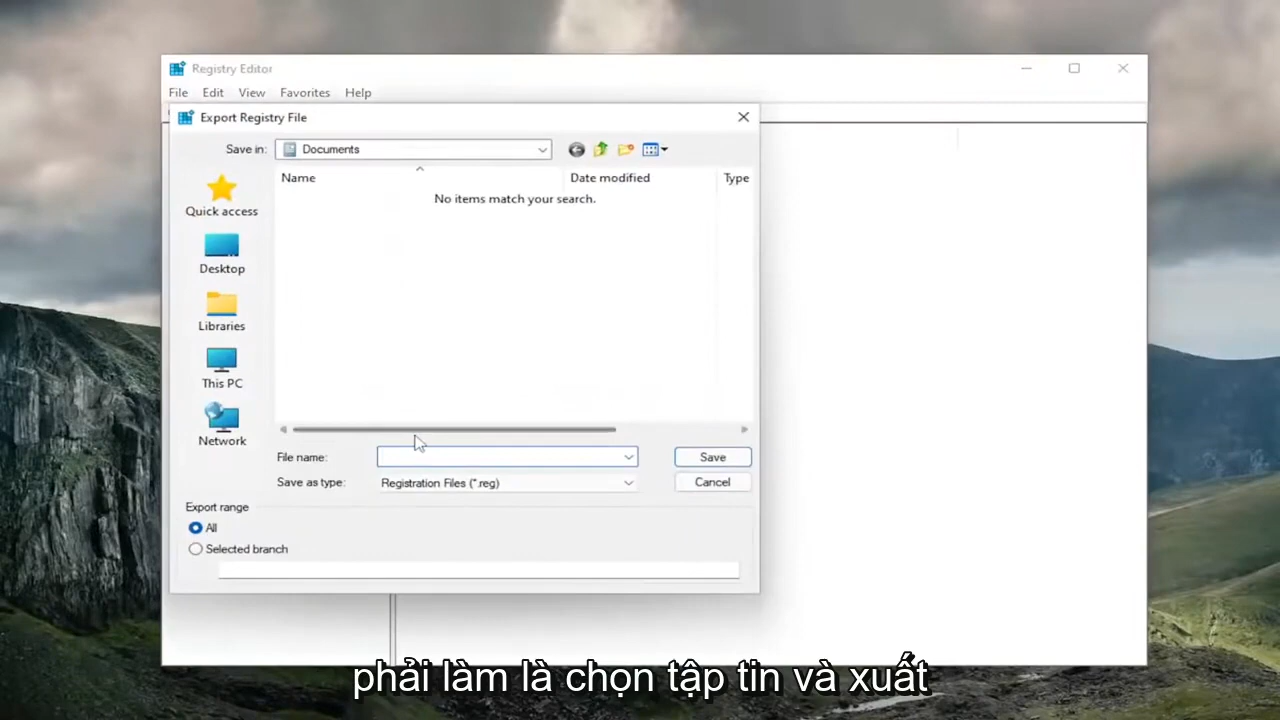 Registry Editor
File Edit View Favorites Help
Export Registry File
Save in: Documents
Name Date modified Type
No items match your search.
Quick access
Desktop
Libraries
This PC
Network
File name: Save
Save as type: Registration Files (*.reg) Cancel
Export range
All
Selected branch
phải làm là chọn tập tin và xuất